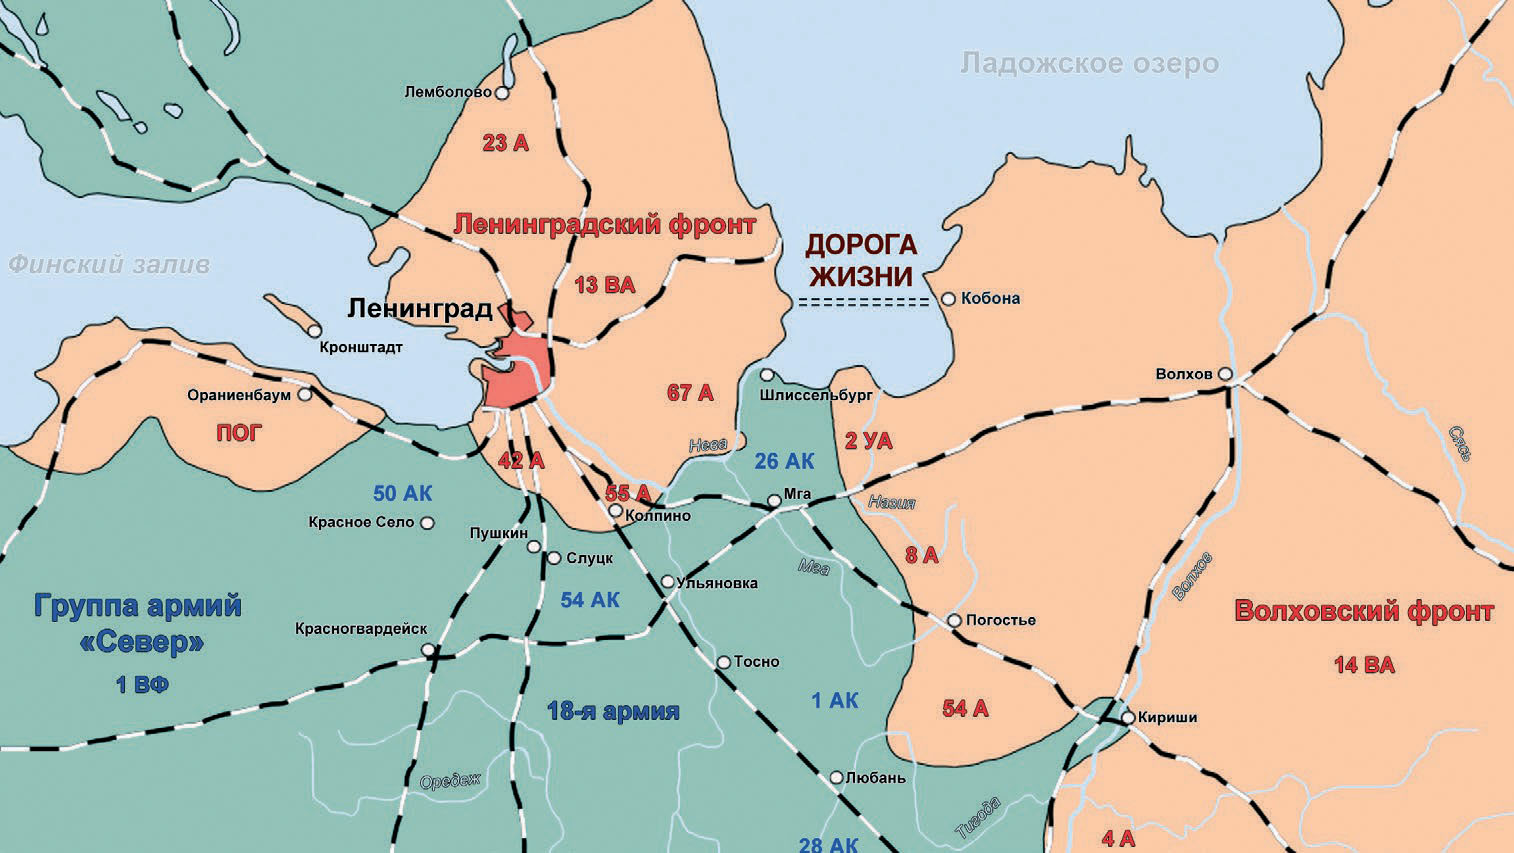 Ладожское озеро
Лемболово
23 А
Ленинградский фронт
ДОРОГА
ЖИЗНИ
Финский залив
13 ВА
Кобона
Ленинград
Кронштадт
Волхов
Ораниенбаум
67 А
Шлиссельбург
ПОГ
Нева
2 УА
Сясь
42 А
26 АК
50 АК
55 А
Мга
Назия
Красное Село
Колпино
Пушкин
Слуцк
8 А
Мга
Волхов
Ульяновка
Группа армий
«Север»
54 АК
Волховский фронт
Погостье
Красногвардейск
Тосно
14 ВА
1 ВФ
1 АК
18-я армия
54 А
Кириши
Оредеж
Любань
Тигода
28 АК
4 А